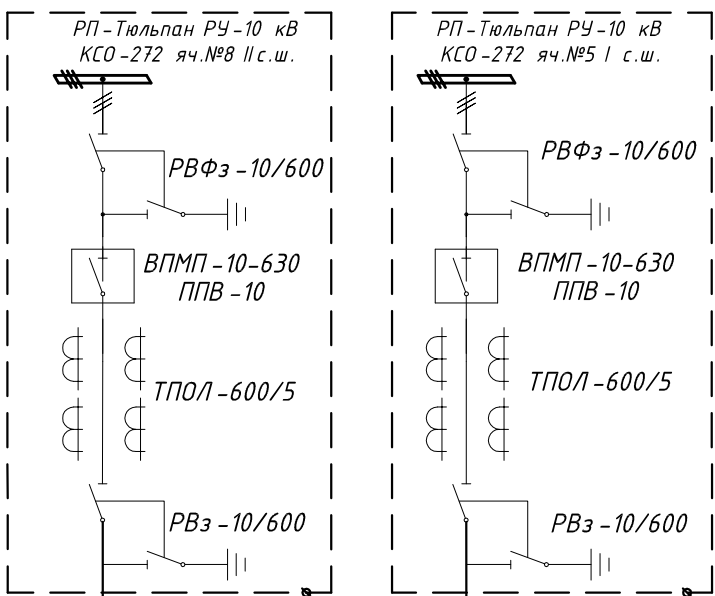 РП-Тюльпан РУ-10 кВ
КСО-272 яч.№8 II с.ш.
РВФз-10/600
ВПМП-10-630
ППВ-10
ТПОЛ-600/5
РВз-10/600
РП-Тюльпан РУ-10 кВ
КСО-272 яч.№5 I с.ш.
РВФз-10/600
ВПМП-10-630
ППВ-10
ТПОЛ-600/5
РВз-10/600